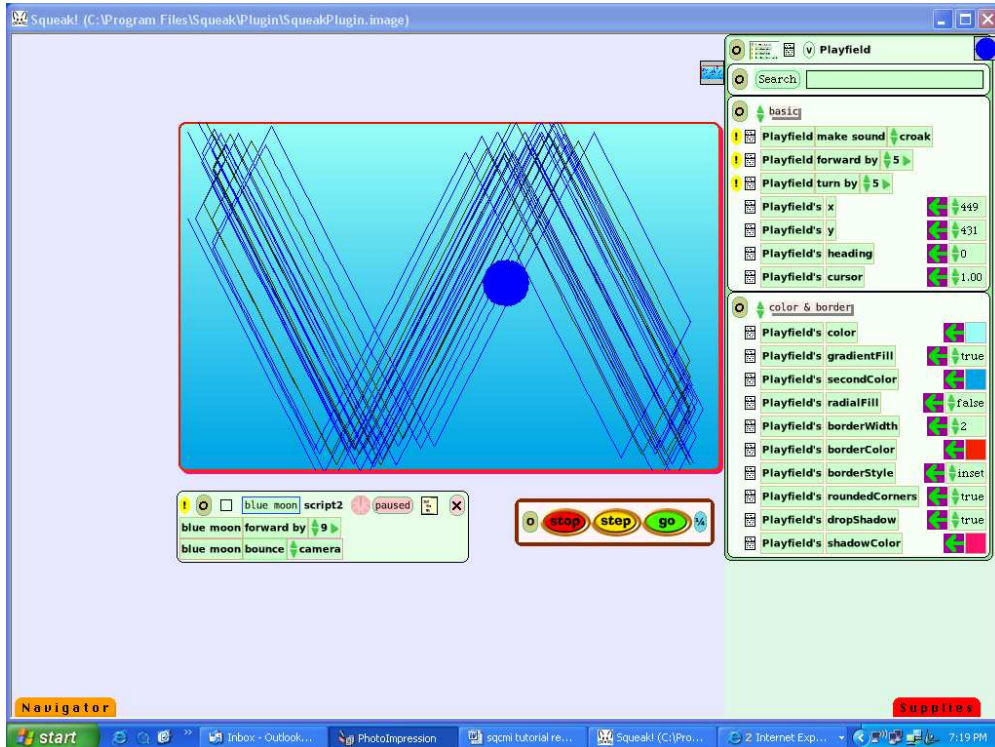 Squeak! (C:\Program Files\Squeak\Plugin\SqueakPlugin.image)
v Playfield
Search
basic
! Playfield make sound croak
! Playfield forward by 5
! Playfield turn by 5
Playfield's x 449
Playfield's y 431
Playfield's heading 0
Playfield's cursor 1.00
color & border
Playfield's color
Playfield's gradientFill true
Playfield's secondColor
Playfield's radialFill false
Playfield's borderWidth 2
Playfield's borderColor
Playfield's borderStyle inset
Playfield's roundedCorners true
Playfield's dropShadow true
Playfield's shadowColor
! blue moon script2 paused
blue moon forward by 9
blue moon bounce camera
stop step go ¼
Navigator
Supplies
start
Inbox - Outlook...
PhotoImpression
sqcmi tutorial re...
Squeak! (C:\Pro...
2 Internet Exp...
7:19 PM